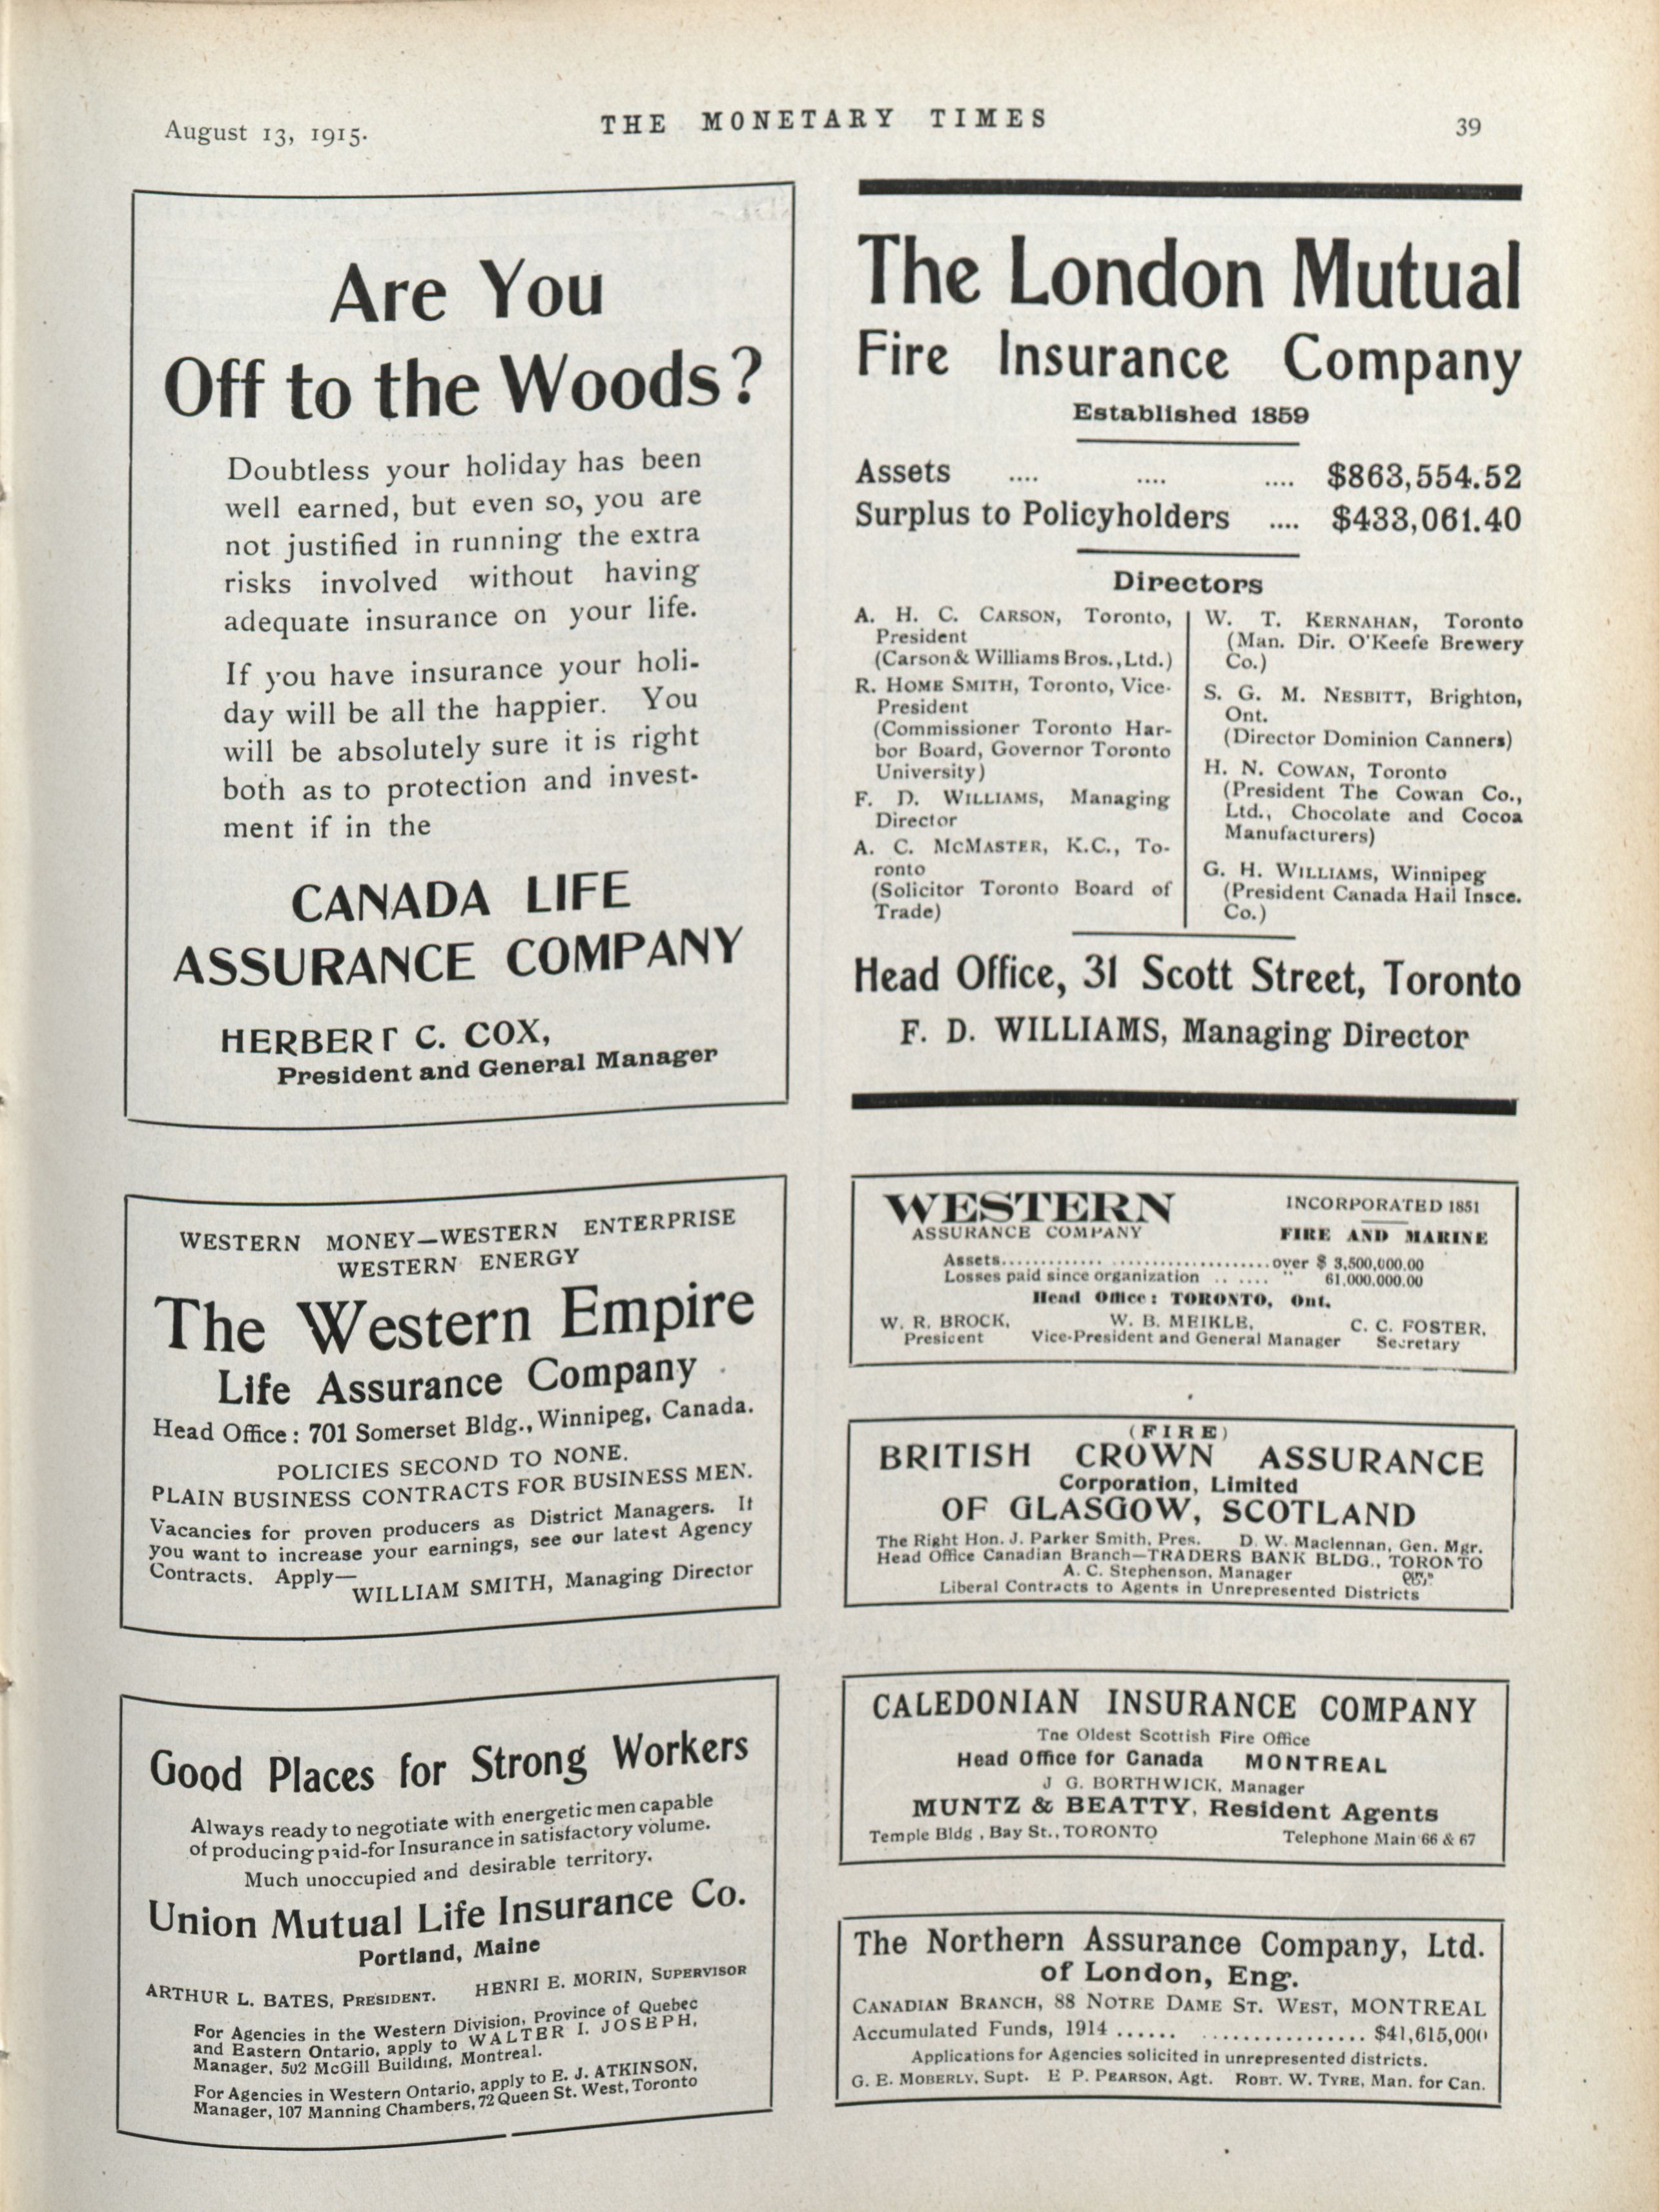 August 13, 1915.
THE MONETARY TIMES
39
Are You
Off to the Woods?
Doubtless your holiday has been
well earned, but even so, you are
not justified in running the extra
risks involved without having
adequate insurance on your life.
If you have insurance your holi-
day will be all the happier. You
will be absolutely sure it is right
both as to protection and invest-
ment if in the
CANADA LIFE
ASSURANCE COMPANY
HERBERT C. COX,
President and General Manager
WESTERN MONEY—WESTERN ENTERPRISE
WESTERN ENERGY
The Western Empire
Life Assurance Company
Head Office: 701 Somerset Bldg., Winnipeg, Canada.
POLICIES SECOND TO NONE.
PLAIN BUSINESS CONTRACTS FOR BUSINESS MEN.
Vacancies for proven producers as District Managers. If
you want to increase your earnings, see our latest Agency
Contracts. Apply—
WILLIAM SMITH, Managing Director
Good Places for Strong Workers
Always ready to negotiate with energetic men capable
of producing paid-for Insurance in satisfactory volume.
Much unoccupied and desirable territory.
Union Mutual Life Insurance Co.
Portland, Maine
ARTHUR L. BATES, PRESIDENT. HENRI E. MORIN, SUPERVISOR
For Agencies in the Western Division, Province of Quebec
and Eastern Ontario, apply to WALTER I. JOSEPH,
Manager, 502 McGill Building, Montreal.
For Agencies in Western Ontario, apply to E. J. ATKINSON,
Manager, 107 Manning Chambers, 72 Queen St. West, Toronto
The London Mutual
Fire Insurance Company
Established 1859
Assets .... .... .... $863,554.52
Surplus to Policyholders .... $433,061.40
Directors
A. H. C. CARSON, Toronto,
President
(Carson & Williams Bros., Ltd.)
R. HOME SMITH, Toronto, Vice-
President
(Commissioner Toronto Har-
bor Board, Governor Toronto
University)
F. D. WILLIAMS, Managing
Director
A. C. MCMASTER, K.C., To-
ronto
(Solicitor Toronto Board of
Trade)
W. T. KERNAHAN, Toronto
(Man. Dir. O'Keefe Brewery
Co.)
S. G. M. NESBITT, Brighton,
Ont.
(Director Dominion Canners)
H. N. COWAN, Toronto
(President The Cowan Co.,
Ltd., Chocolate and Cocoa
Manufacturers)
G. H. WILLIAMS, Winnipeg
(President Canada Hail Insce.
Co.)
Head Office, 31 Scott Street, Toronto
F. D. WILLIAMS, Managing Director
WESTERN
ASSURANCE COMPANY
INCORPORATED 1851
FIRE AND MARINE
Assets.................................over $ 3,500,000.00
Losses paid since organization .. ..... " 61,000.000.00
Head Office: TORONTO, Ont.
W. R. BROCK, W. B. MEIKLE, C. C. FOSTER,
President Vice-President and General Manager Secretary
(FIRE)
BRITISH CROWN ASSURANCE
Corporation, Limited
OF GLASGOW, SCOTLAND
The Right Hon. J. Parker Smith, Pres. D. W. Maclennan, Gen. Mgr.
Head Office Canadian Branch—TRADERS BANK BLDG., TORONTO
A. C. Stephenson, Manager
Liberal Contracts to Agents in Unrepresented Districts
CALEDONIAN INSURANCE COMPANY
The Oldest Scottish Fire Office
Head Office for Canada MONTREAL
J G. BORTHWICK, Manager
MUNTZ & BEATTY, Resident Agents
Temple Bldg , Bay St., TORONTO Telephone Main 66 & 67
The Northern Assurance Company, Ltd.
of London, Eng.
CANADIAN BRANCH, 88 NOTRE DAME ST. WEST, MONTREAL
Accumulated Funds, 1914 ...... ............... $41,615,000
Applications for Agencies solicited in unrepresented districts.
G. E. MOBERLY, Supt. E P. PEARSON, Agt. ROBT. W. TYRE, Man. for Can.